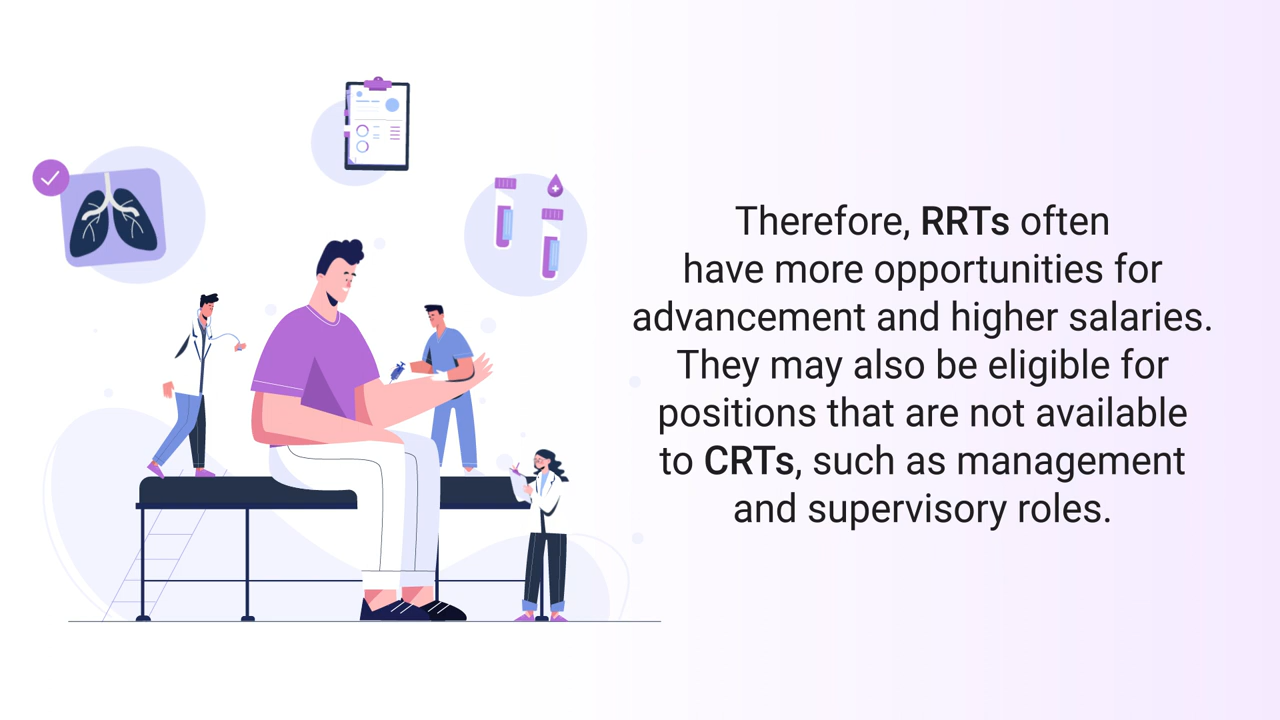 Therefore, RRTs often
have more opportunities for
advancement and higher salaries.
They may also be eligible for
positions that are not available
to CRTs, such as management
and supervisory roles.